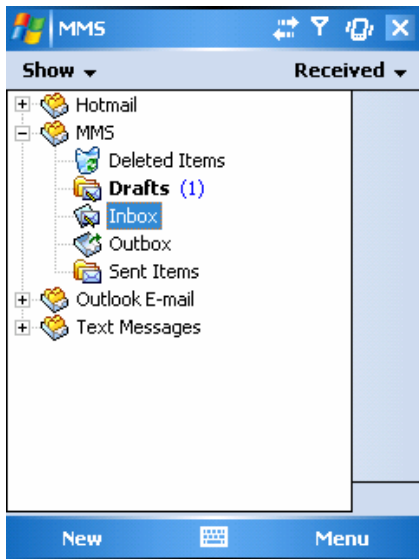 MMS
Show Received
Hotmail
MMS
Deleted Items
Drafts (1)
Inbox
Outbox
Sent Items
Outlook E-mail
Text Messages
New Menu